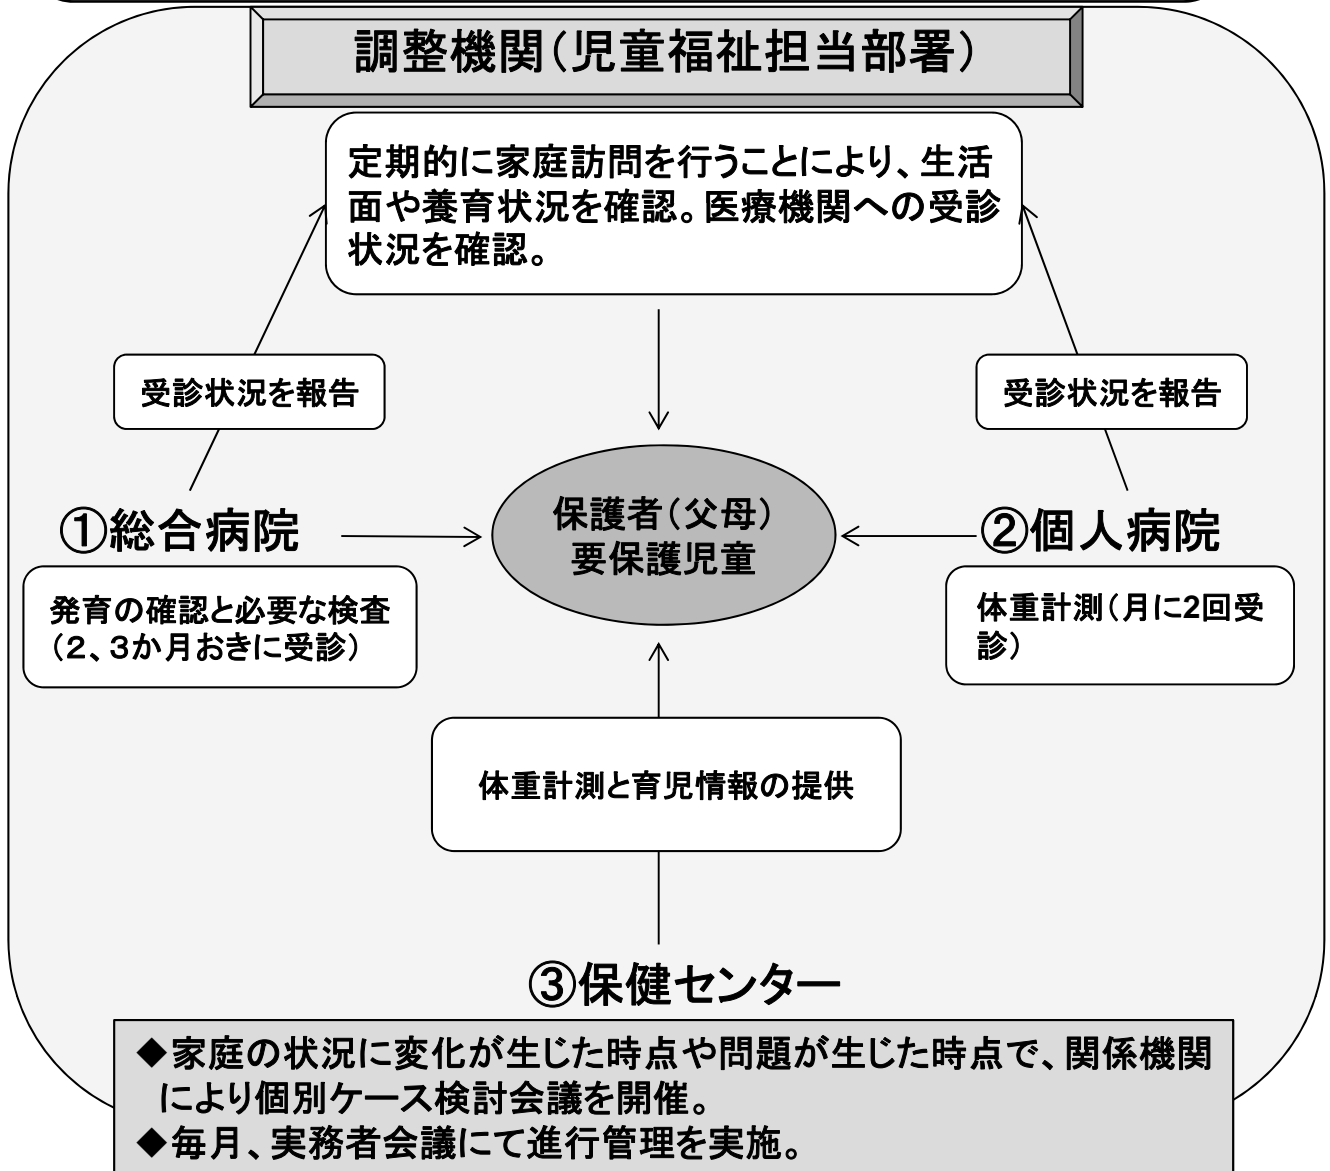 調整機関（児童福祉担当部署）
定期的に家庭訪問を行うことにより、生活
面や養育状況を確認。医療機関への受診
状況を確認。
受診状況を報告
受診状況を報告
①総合病院
保護者（父母）
要保護児童
②個人病院
発育の確認と必要な検査
（２、３か月おきに受診）
体重計測（月に2回受
診）
体重計測と育児情報の提供
③保健センター
◆家庭の状況に変化が生じた時点や問題が生じた時点で、関係機関
により個別ケース検討会議を開催。
◆毎月、実務者会議にて進行管理を実施。